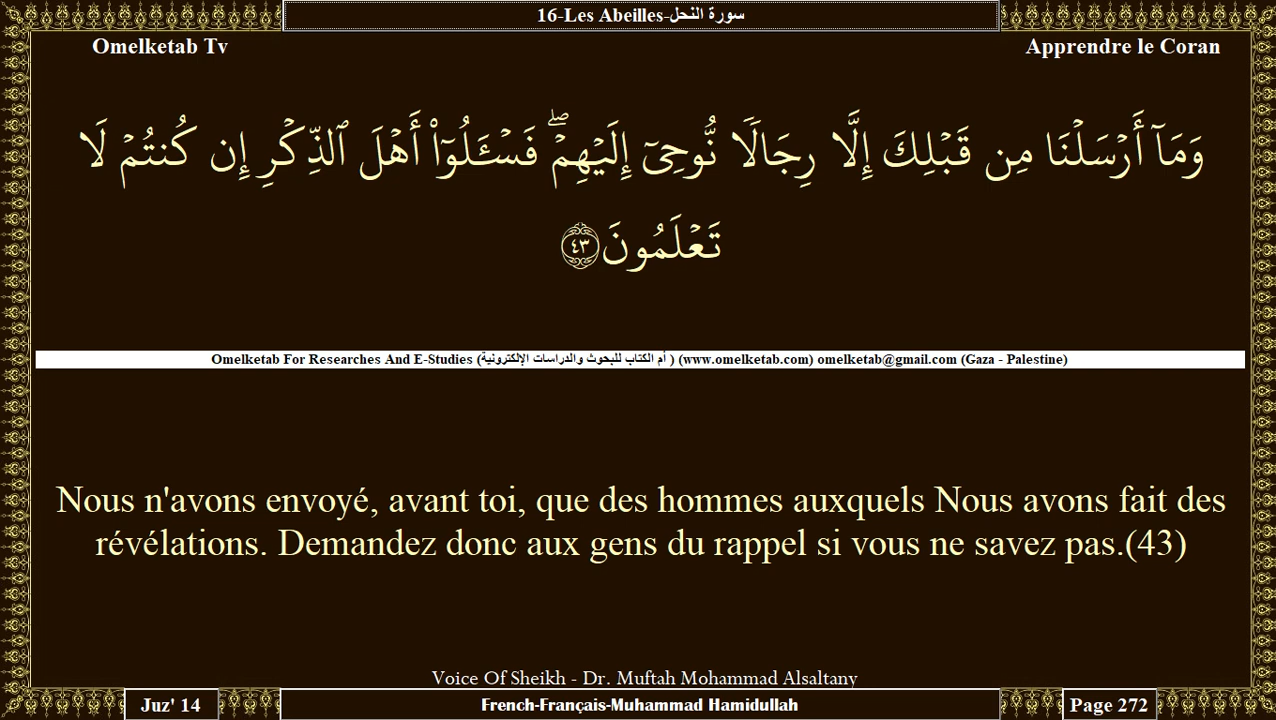 16-Les Abeilles-سورة النحل
Omelketab Tv
Apprendre le Coran
وَمَآ أَرۡسَلۡنَا مِن قَبۡلِكَ إِلَّا رِجَالٗا نُّوحِيٓ إِلَيۡهِمۡۖ فَسۡـَٔلُوٓاْ أَهۡلَ ٱلذِّكۡرِ إِن كُنتُمۡ لَا
تَعۡلَمُونَ ٤٣
Omelketab For Researches And E-Studies (أم الكتاب للبحوث والدراسات الإلكترونية ) (www.omelketab.com) omelketab@gmail.com (Gaza - Palestine)
Nous n'avons envoyé, avant toi, que des hommes auxquels Nous avons fait des
révélations. Demandez donc aux gens du rappel si vous ne savez pas.(43)
Voice Of Sheikh - Dr. Muftah Mohammad Alsaltany
Juz' 14
French-Français-Muhammad Hamidullah
Page 272